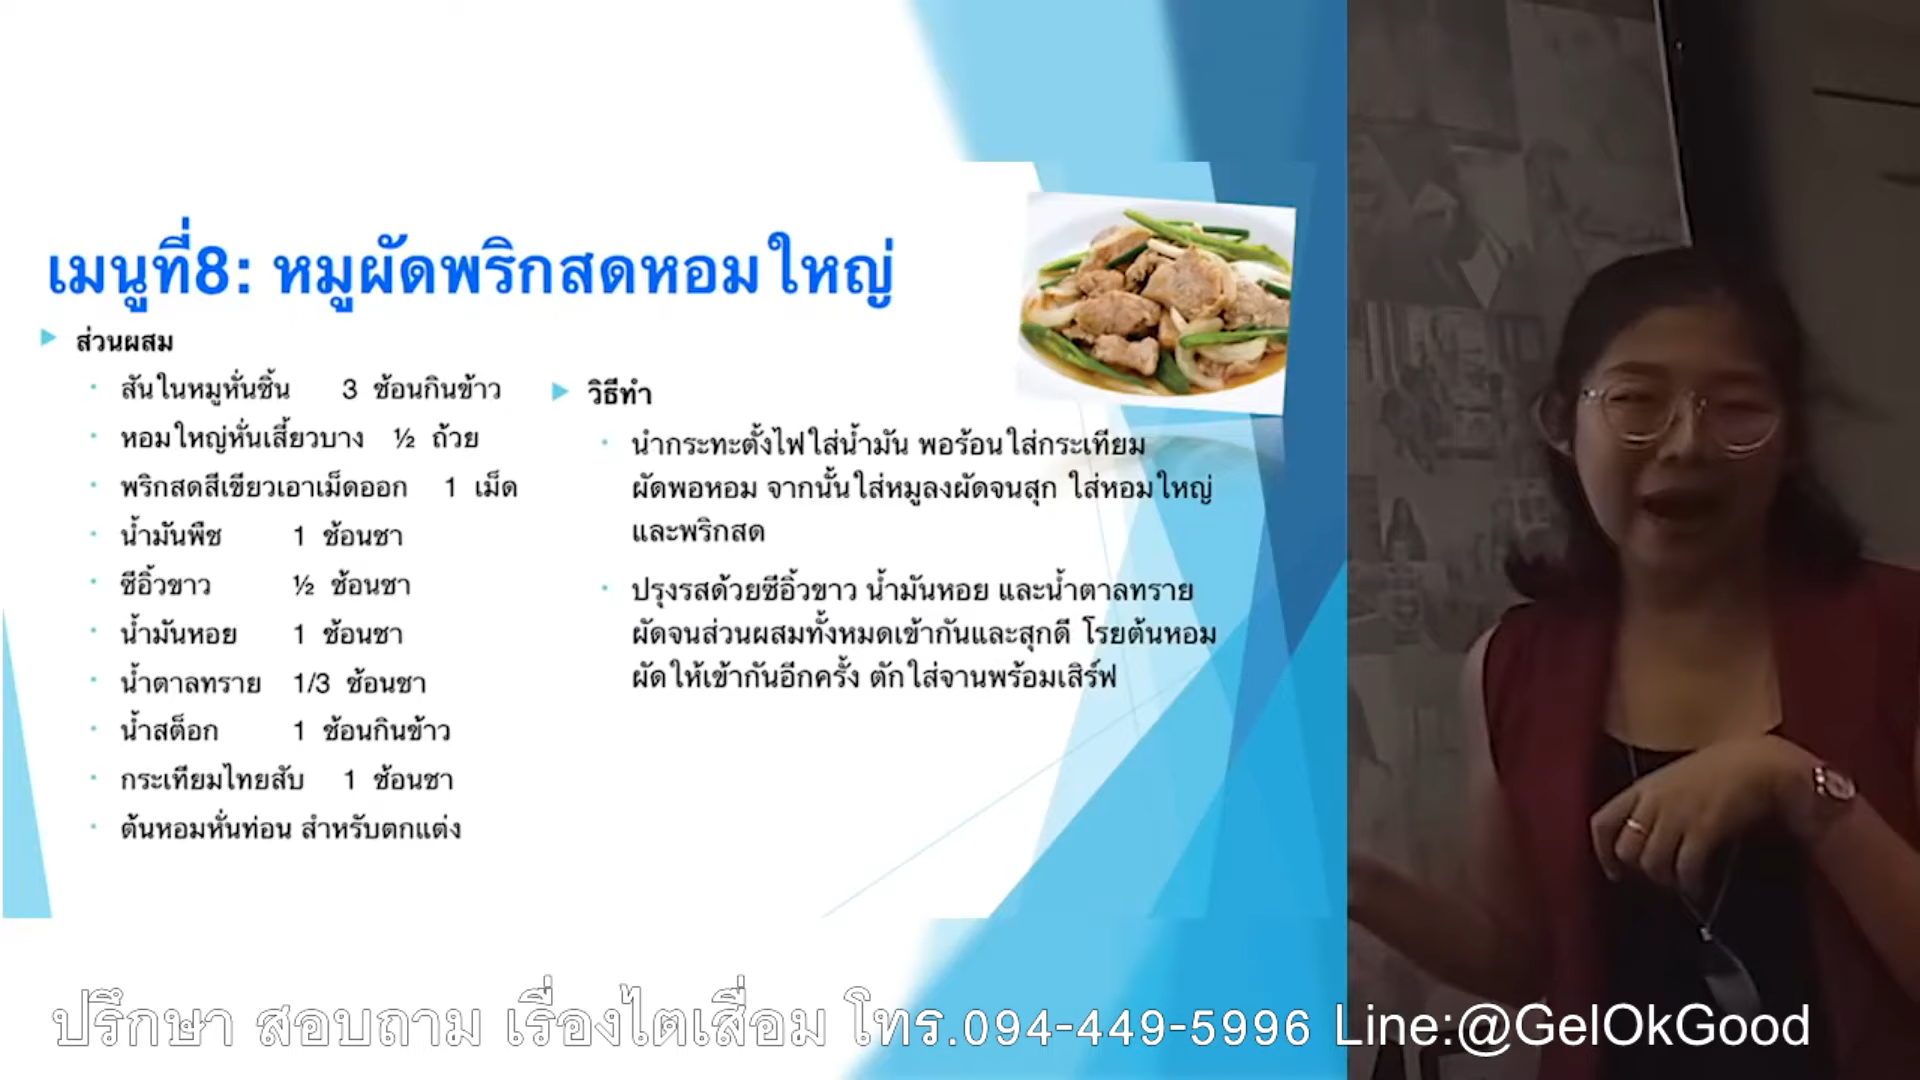 เมนูที่8: หมูผัดพริกสดหอมใหญ่
ส่วนผสม
สันในหมูหั่นชิ้น 3 ช้อนกินข้าว
หอมใหญ่หั่นเสี้ยวบาง ½ ถ้วย
พริกสดสีเขียวเอาเม็ดออก 1 เม็ด
น้ำมันพืช 1 ช้อนชา
ซีอิ้วขาว ½ ช้อนชา
น้ำมันหอย 1 ช้อนชา
น้ำตาลทราย 1/3 ช้อนชา
น้ำสต็อก 1 ช้อนกินข้าว
กระเทียมไทยสับ 1 ช้อนชา
ต้นหอมหั่นท่อน สำหรับตกแต่ง
วิธีทำ
นำกระทะตั้งไฟใส่น้ำมัน พอร้อนใส่กระเทียม
ผัดพอหอม จากนั้นใส่หมูลงผัดจนสุก ใส่หอมใหญ่
และพริกสด
ปรุงรสด้วยซีอิ้วขาว น้ำมันหอย และน้ำตาลทราย
ผัดจนส่วนผสมทั้งหมดเข้ากันและสุกดี โรยต้นหอม
ผัดให้เข้ากันอีกครั้ง ตักใส่จานพร้อมเสิร์ฟ
ปรึกษา สอบถาม เรื่องไตเสื่อม โทร.094-449-5996 Line:@GelOkGood